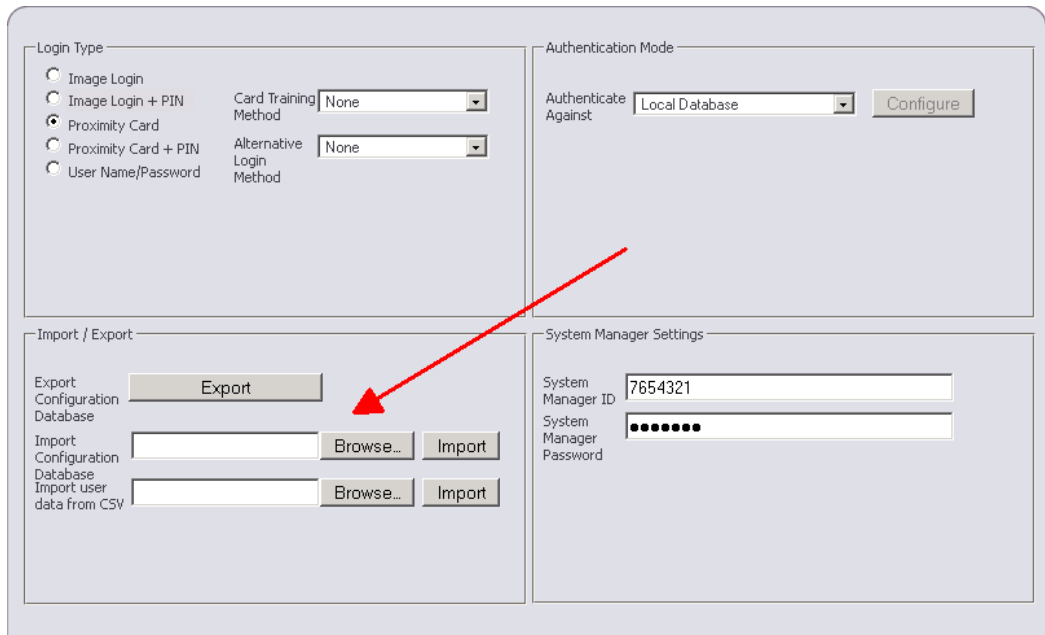 Login Type
Image Login
Image Login + PIN
Proximity Card
Proximity Card + PIN
User Name/Password
Card Training
Method
None
Alternative
Login
Method
None
Authentication Mode
Authenticate
Against
Local Database
Configure
Import / Export
Export
Configuration
Database
Export
Import
Configuration
Database
Browse...
Import
Import user
data from CSV
Browse...
Import
System Manager Settings
System
Manager ID
7654321
System
Manager
Password
●●●●●●●